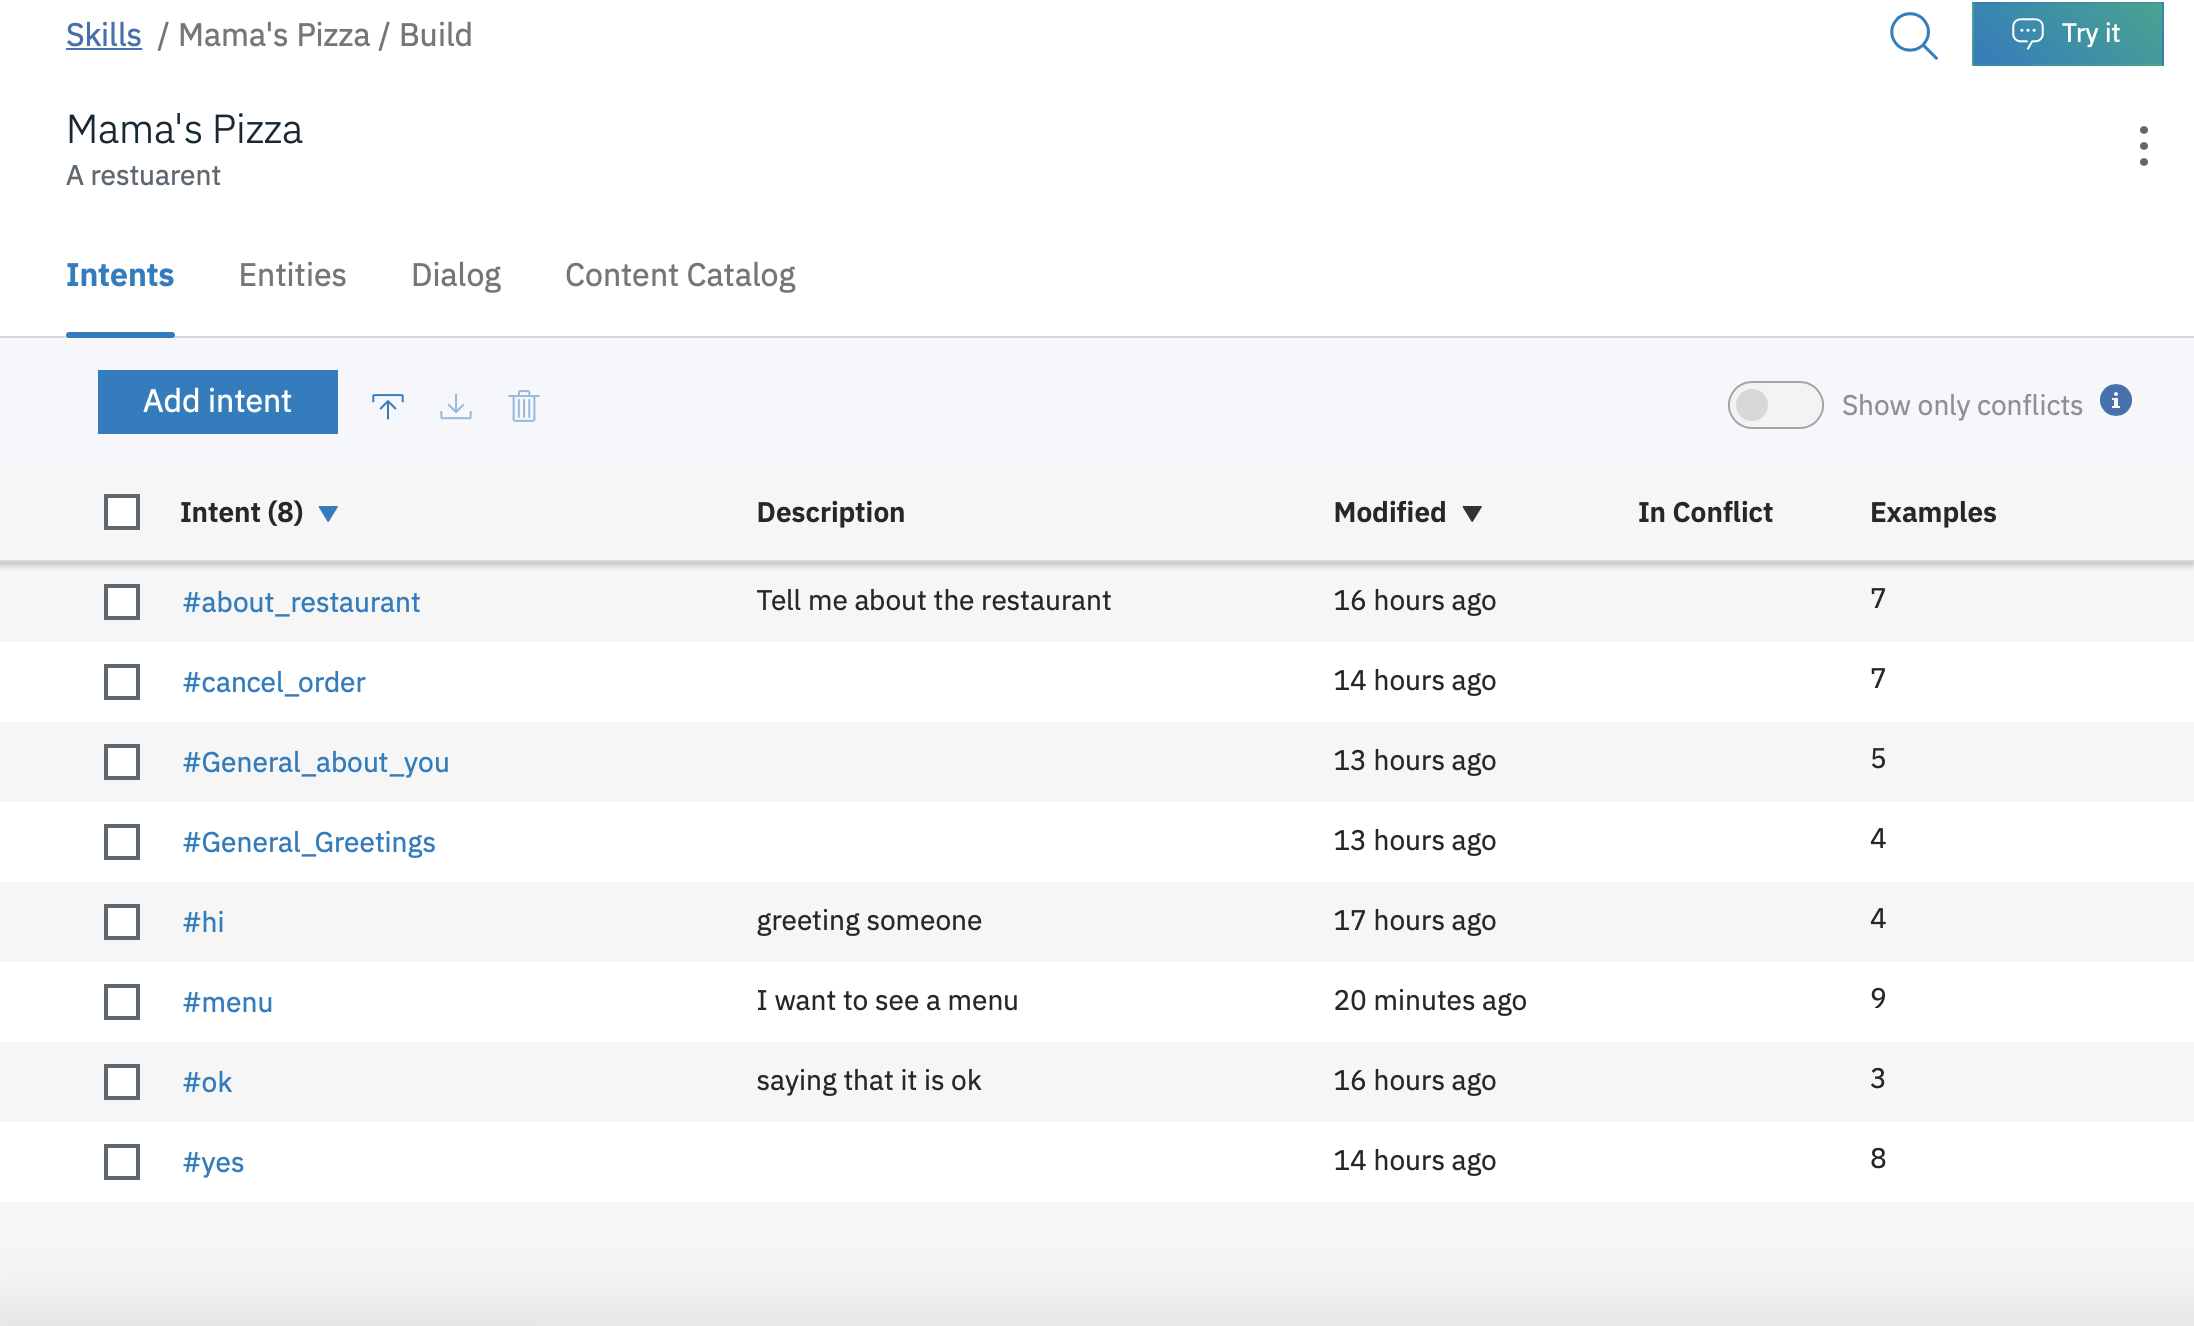 Skills / Mama's Pizza / Build
Try it
Mama's Pizza
A restuarent
Intents Entities Dialog Content Catalog
Add intent Show only conflicts
Intent (8) Description Modified In Conflict Examples
#about_restaurant Tell me about the restaurant 16 hours ago 7
#cancel_order 14 hours ago 7
#General_about_you 13 hours ago 5
#General_Greetings 13 hours ago 4
#hi greeting someone 17 hours ago 4
#menu I want to see a menu 20 minutes ago 9
#ok saying that it is ok 16 hours ago 3
#yes 14 hours ago 8